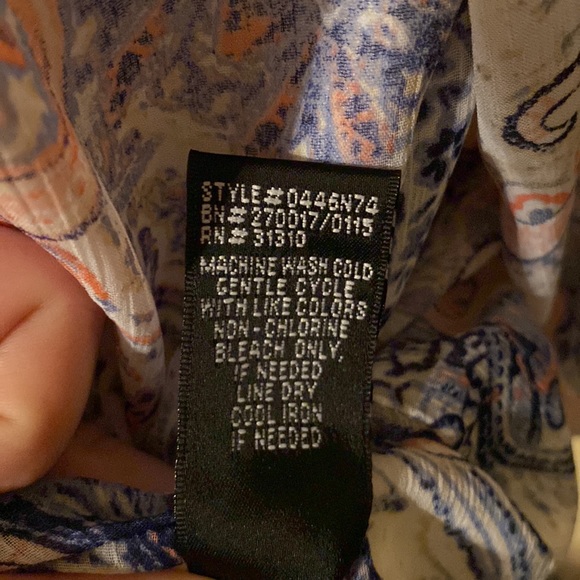 STYLE# 0446N74
BN# 270017/0115
RN# 31310
MACHINE WASH COLD
GENTLE CYCLE
WITH LIKE COLORS
NON-CHLORINE
BLEACH ONLY,
IF NEEDED
LINE DRY
COOL IRON
IF NEEDED